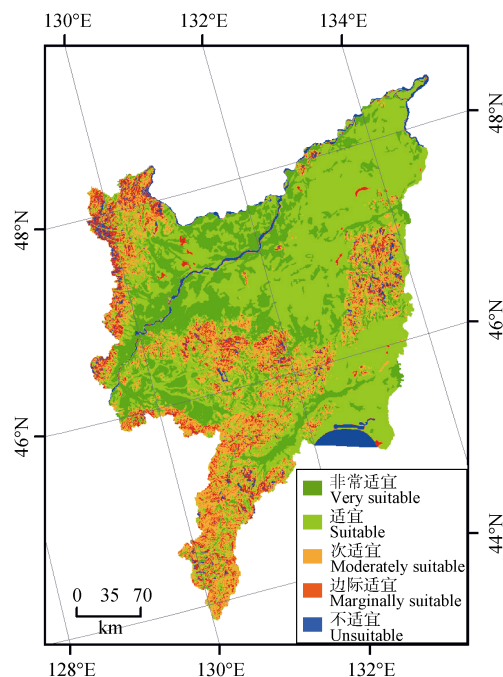 130°E
132°E
134°E
48°N
48°N
46°N
46°N
44°N
非常适宜
Very suitable
适宜
Suitable
次适宜
Moderately suitable
边际适宜
Marginally suitable
不适宜
Unsuitable
0 35 70
km
128°E
130°E
132°E